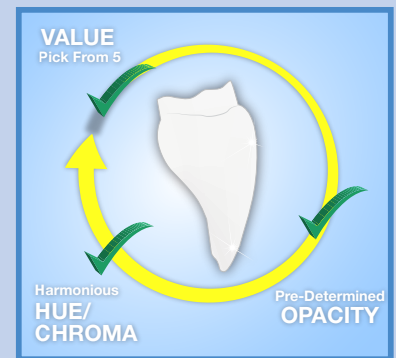 VALUE
Pick From 5
Harmonious
HUE/
CHROMA
Pre-Determined
OPACITY